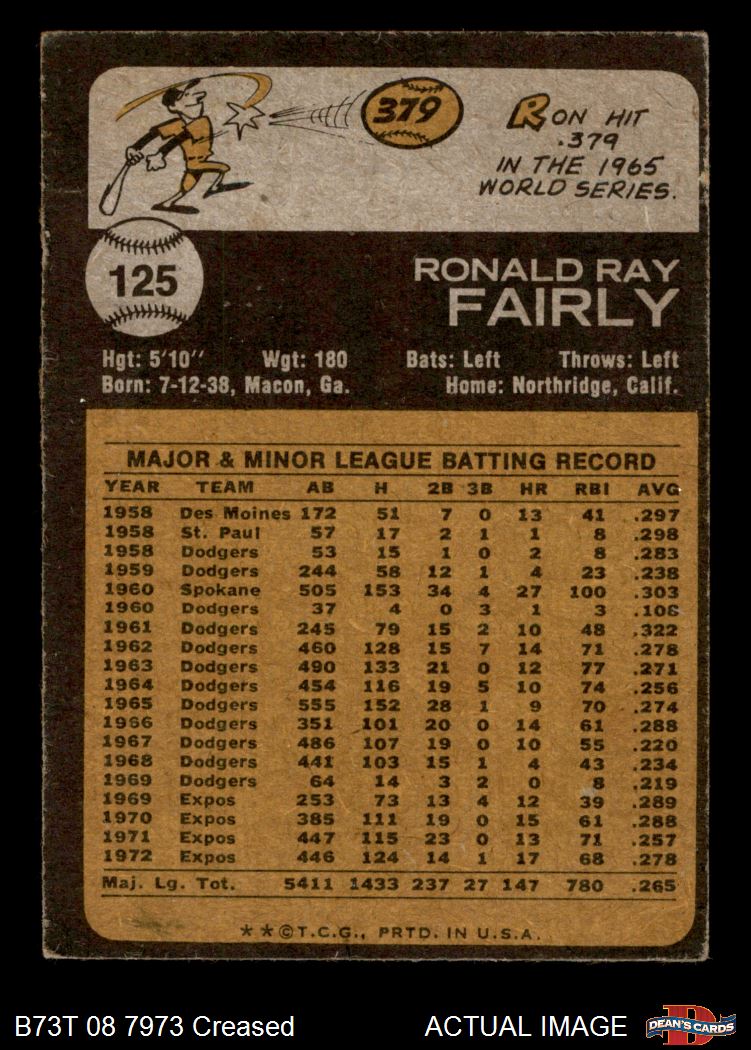 379
RON HIT
.379
IN THE 1965
WORLD SERIES.
125
RONALD RAY
FAIRLY
Hgt: 5'10" Wgt: 180 Bats: Left Throws: Left
Born: 7-12-38, Macon, Ga. Home: Northridge, Calif.
MAJOR & MINOR LEAGUE BATTING RECORD
YEAR TEAM AB H 2B 3B HR RBI AVG
1958 Des Moines 172 51 7 0 13 41 .297
1958 St. Paul 57 17 2 1 1 8 .298
1958 Dodgers 53 15 1 0 2 8 .283
1959 Dodgers 244 58 12 1 4 23 .238
1960 Spokane 505 153 34 4 27 100 .303
1960 Dodgers 37 4 0 3 1 3 .108
1961 Dodgers 245 79 15 2 10 48 .322
1962 Dodgers 460 128 15 7 14 71 .278
1963 Dodgers 490 133 21 0 12 77 .271
1964 Dodgers 454 116 19 5 10 74 .256
1965 Dodgers 555 152 28 1 9 70 .274
1966 Dodgers 351 101 20 0 14 61 .288
1967 Dodgers 486 107 19 0 10 55 .220
1968 Dodgers 441 103 15 1 4 43 .234
1969 Dodgers 64 14 3 2 0 8 .219
1969 Expos 253 73 13 4 12 39 .289
1970 Expos 385 111 19 0 15 61 .288
1971 Expos 447 115 23 0 13 71 .257
1972 Expos 446 124 14 1 17 68 .278
Maj. Lg. Tot. 5411 1433 237 27 147 780 .265
**©T.C.G., PRTD. IN U.S.A.
B73T 08 7973 Creased ACTUAL IMAGE
D
DEAN'S CARDS